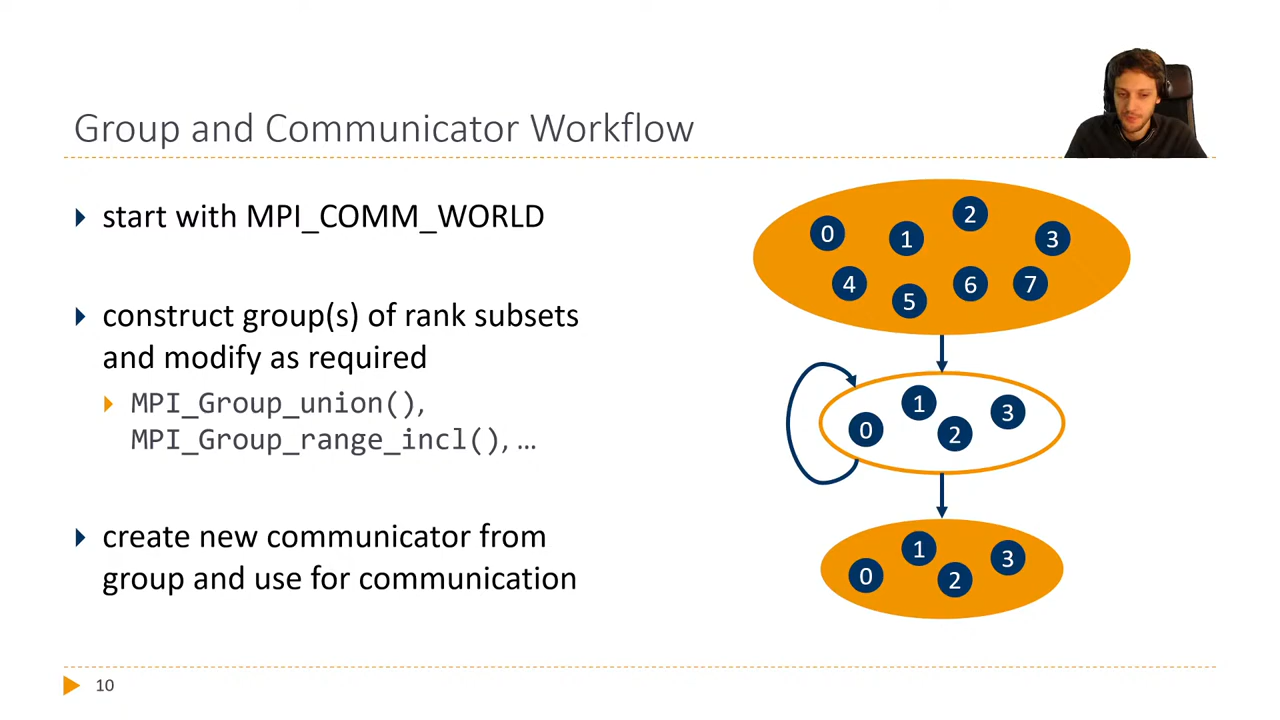 Group and Communicator Workflow
start with MPI_COMM_WORLD
construct group(s) of rank subsets
and modify as required
MPI_Group_union(),
MPI_Group_range_incl(), …
create new communicator from
group and use for communication
0
1
2
3
4
5
6
7
0
1
2
3
0
1
2
3
10